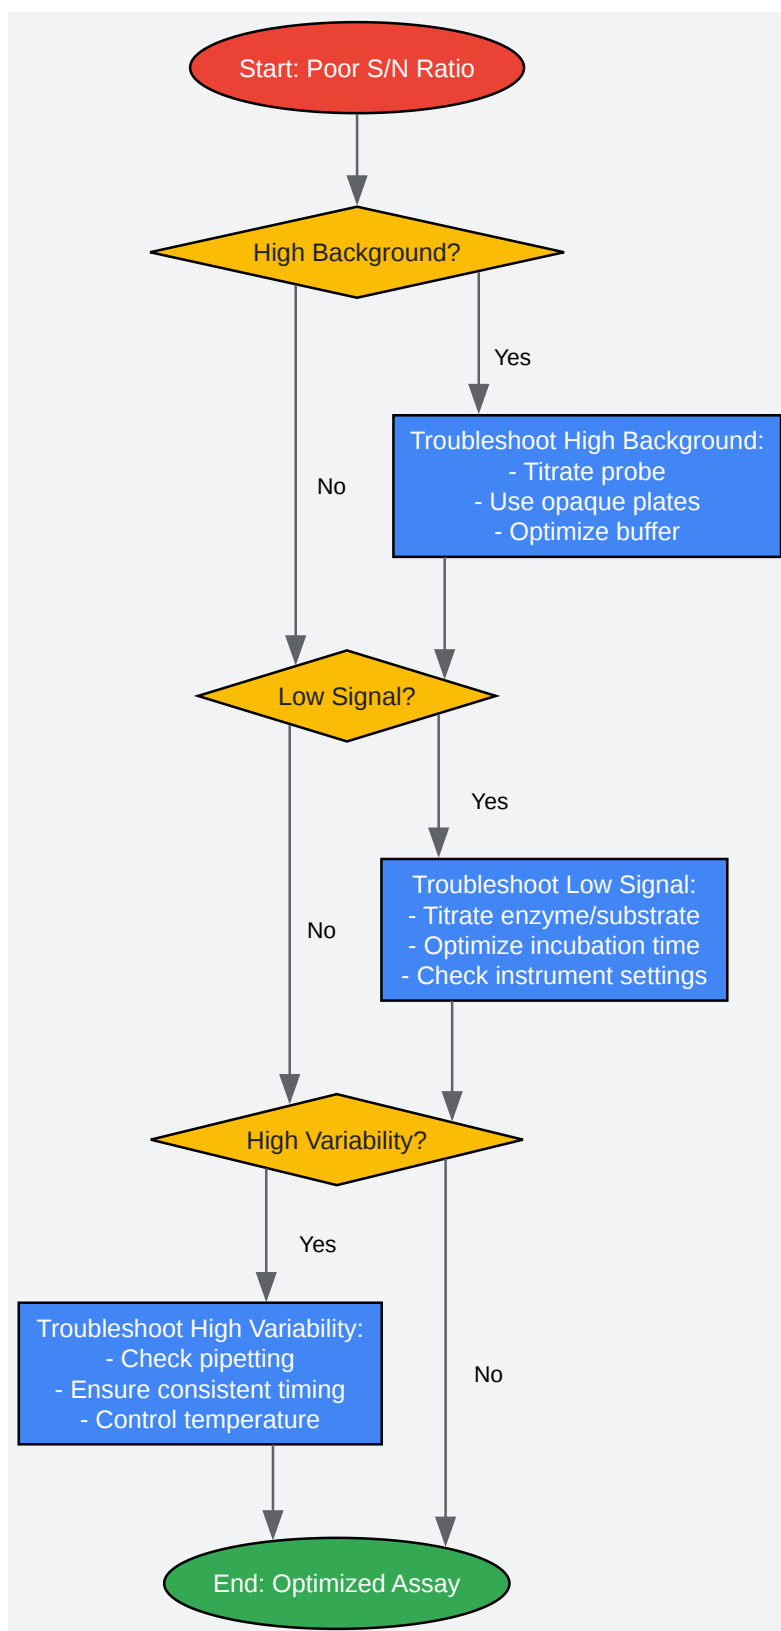 Start: Poor S/N Ratio
High Background?
Yes
No
Troubleshoot High Background:
- Titrate probe
- Use opaque plates
- Optimize buffer
Low Signal?
Yes
No
Troubleshoot Low Signal:
- Titrate enzyme/substrate
- Optimize incubation time
- Check instrument settings
High Variability?
Yes
No
Troubleshoot High Variability:
- Check pipetting
- Ensure consistent timing
- Control temperature
End: Optimized Assay